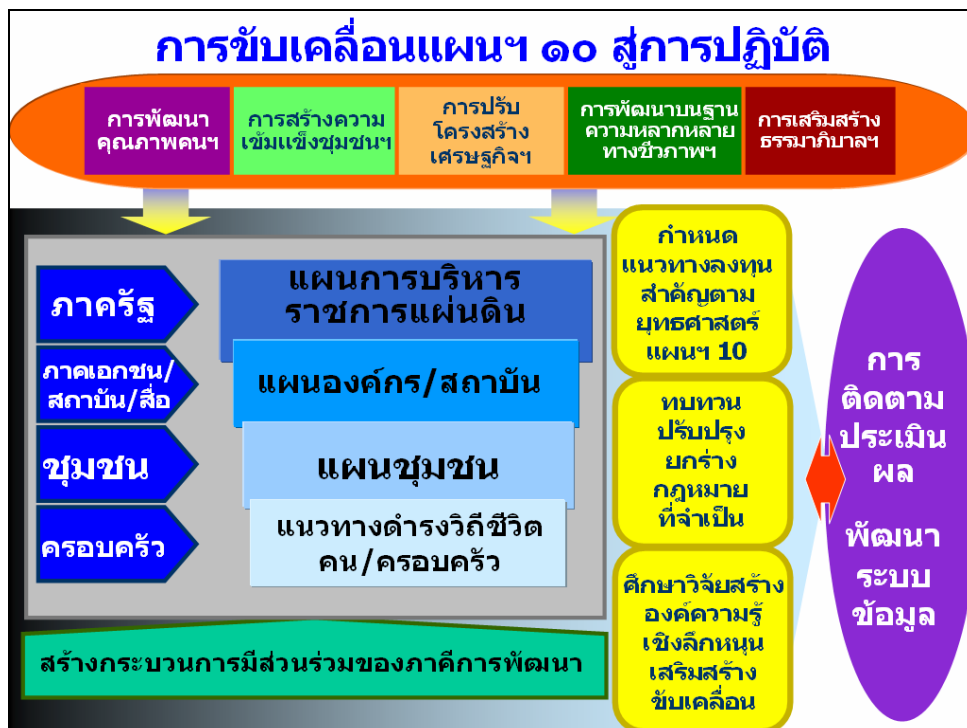 การขับเคลื่อนแผนฯ ๑๐ สู่การปฏิบัติ
การพัฒนา
คุณภาพคนฯ
การสร้างความ
เข้มแข็งชุมชนฯ
การปรับ
โครงสร้าง
เศรษฐกิจฯ
การพัฒนาบนฐาน
ความหลากหลาย
ทางชีวภาพฯ
การเสริมสร้าง
ธรรมาภิบาลฯ
ภาครัฐ
แผนการบริหาร
ราชการแผ่นดิน
ภาคเอกชน/
สถาบัน/สื่อ
แผนองค์กร/สถาบัน
ชุมชน
แผนชุมชน
ครอบครัว
แนวทางดำรงวิถีชีวิต
คน/ครอบครัว
สร้างกระบวนการมีส่วนร่วมของภาคีการพัฒนา
กำหนด
แนวทางลงทุน
สำคัญตาม
ยุทธศาสตร์
แผนฯ 10
ทบทวน
ปรับปรุง
ยกร่าง
กฎหมาย
ที่จำเป็น
ศึกษาวิจัยสร้าง
องค์ความรู้
เชิงลึกหนุน
เสริมสร้าง
ขับเคลื่อน
การ
ติดตาม
ประเมิน
ผล
พัฒนา
ระบบ
ข้อมูล